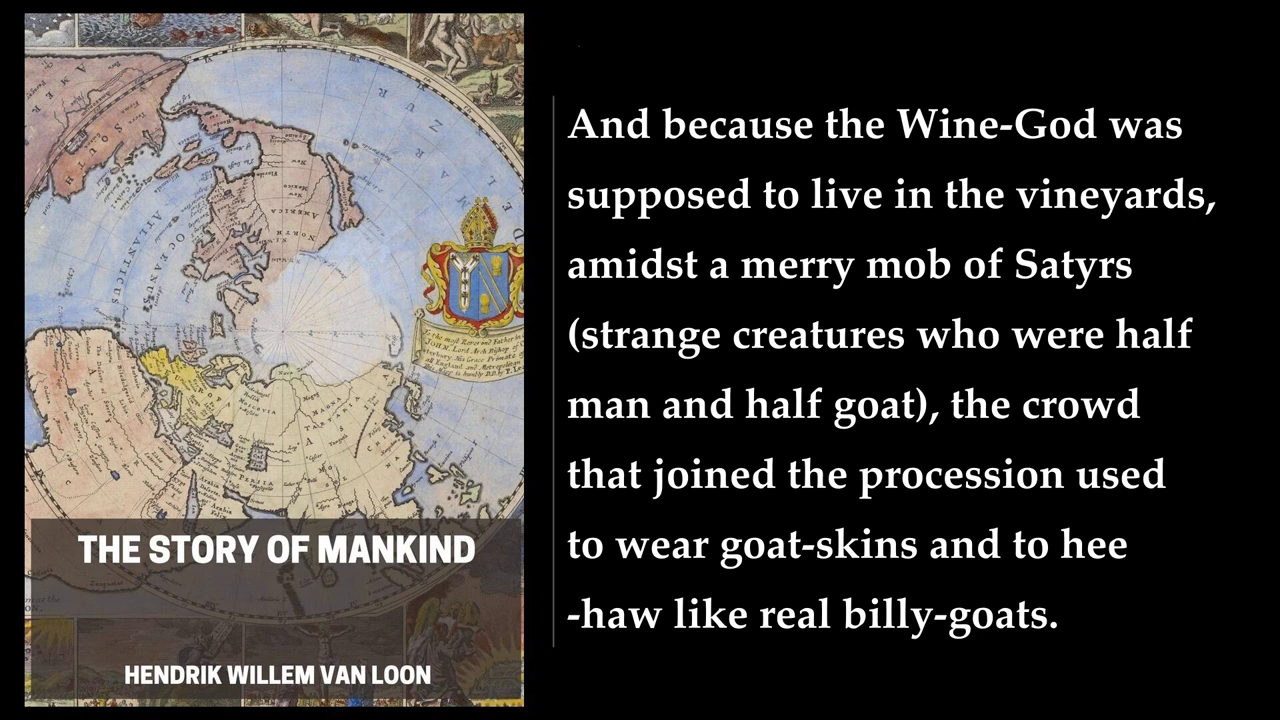 THE STORY OF MANKIND
HENDRIK WILLEM VAN LOON
And because the Wine-God was
supposed to live in the vineyards,
amidst a merry mob of Satyrs
(strange creatures who were half
man and half goat), the crowd
that joined the procession used
to wear goat-skins and to hee
-haw like real billy-goats.